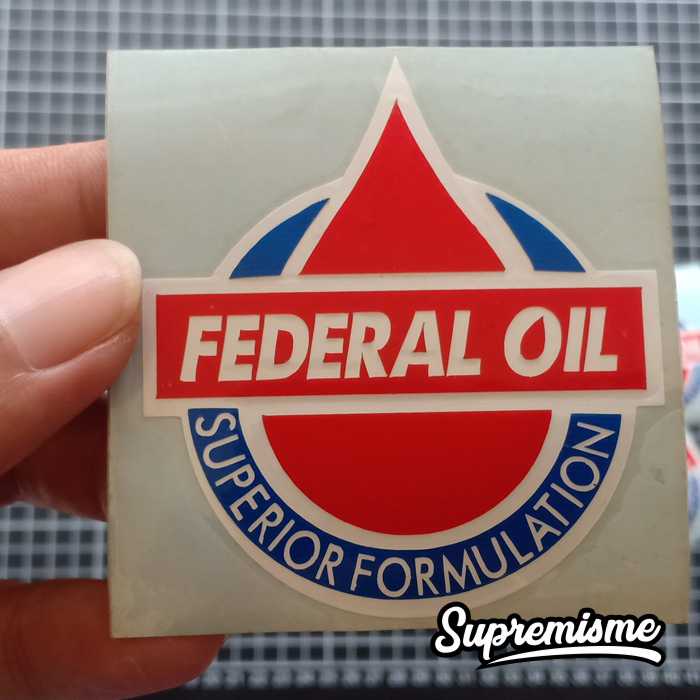 FEDERAL OIL
SUPERIOR FORMULATION
Supremisme